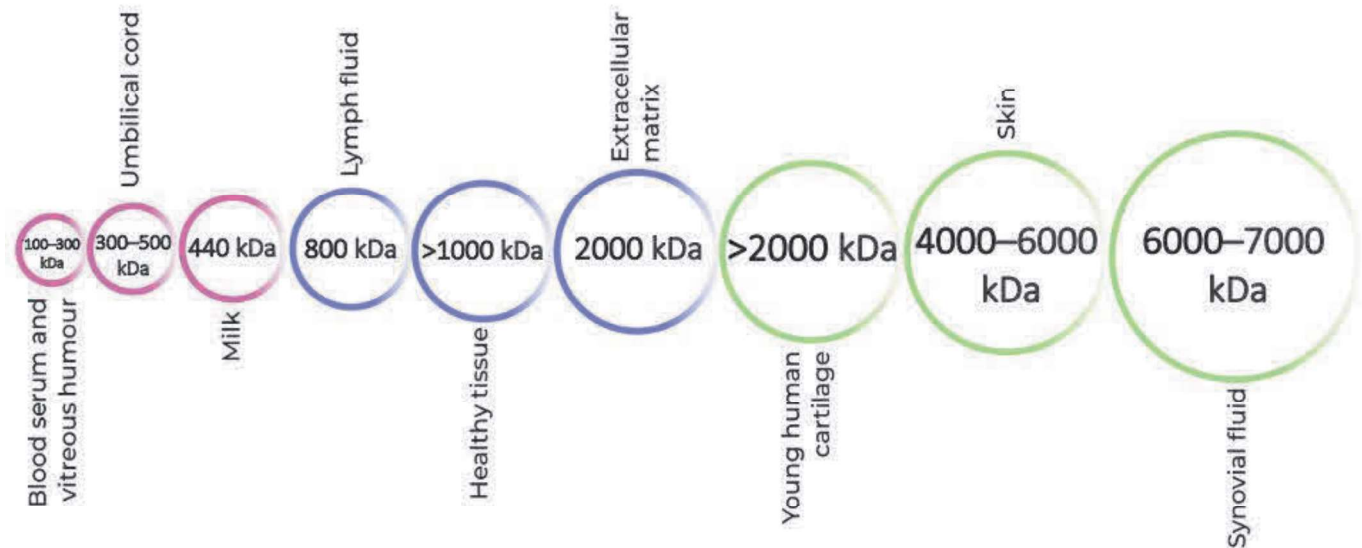 Blood serum and
vitreous humour
100–300
kDa
Umbilical cord
300–500
kDa
Milk
440 kDa
Lymph fluid
800 kDa
Healthy tissue
>1000 kDa
Extracellular
matrix
2000 kDa
Young human
cartilage
>2000 kDa
Skin
4000–6000
kDa
Synovial fluid
6000–7000
kDa